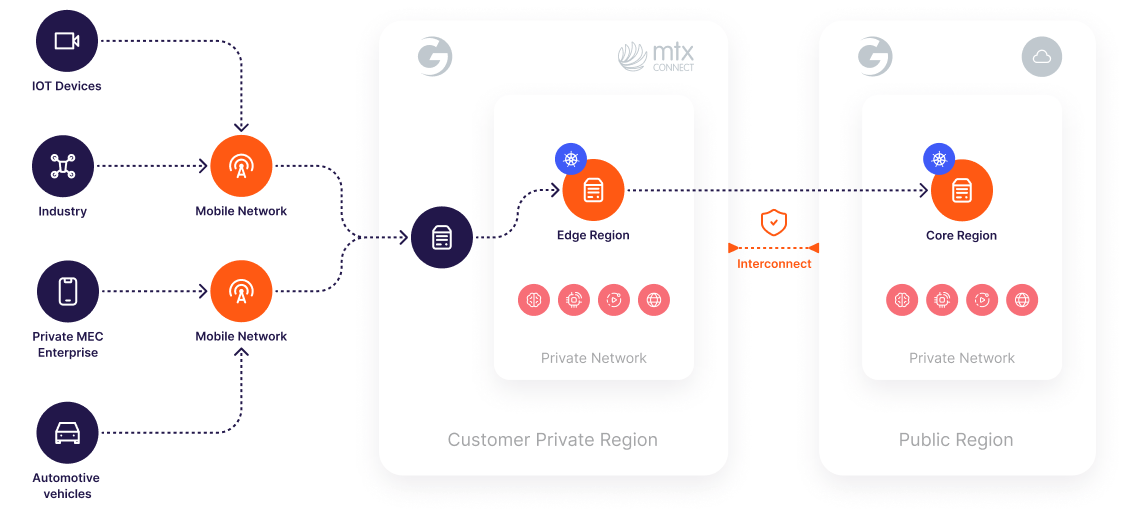 IOT Devices
Industry
Mobile Network
Private MEC
Enterprise
Mobile Network
Automotive
vehicles
mtx
CONNECT
Edge Region
Private Network
Customer Private Region
Interconnect
Core Region
Private Network
Public Region